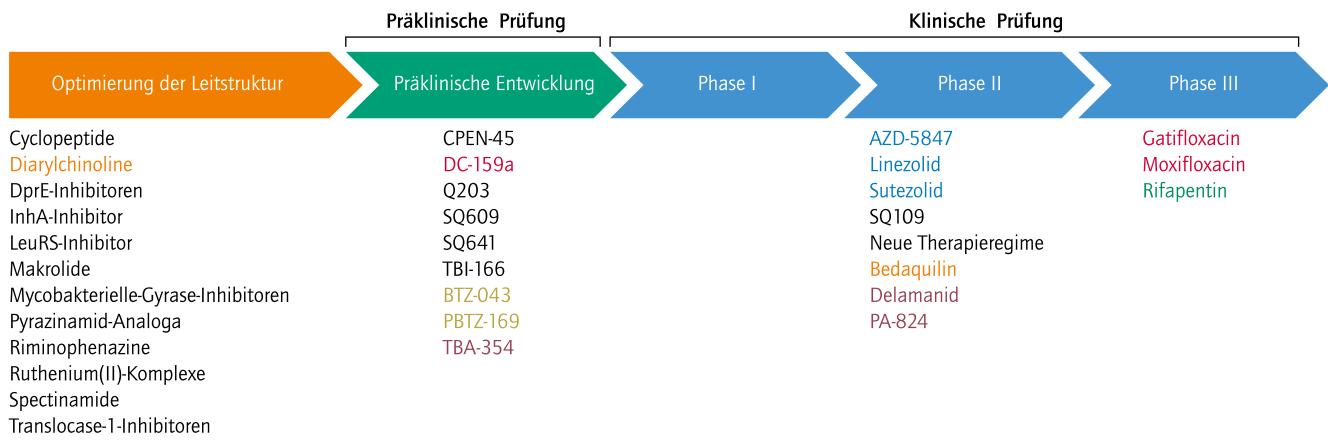 Präklinische Prüfung
Klinische Prüfung
Optimierung der Leitstruktur
Präklinische Entwicklung
Phase I
Phase II
Phase III
Cyclopeptide
Diarylchinoline
DprE-Inhibitoren
InhA-Inhibitor
LeuRS-Inhibitor
Makrolide
Mycobakterielle-Gyrase-Inhibitoren
Pyrazinamid-Analoga
Riminophenazine
Ruthenium(II)-Komplexe
Spectinamide
Translocase-1-Inhibitoren
CPEN-45
DC-159a
Q203
SQ609
SQ641
TBI-166
BTZ-043
PBTZ-169
TBA-354
AZD-5847
Linezolid
Sutezolid
SQ109
Neue Therapieregime
Bedaquilin
Delamanid
PA-824
Gatifloxacin
Moxifloxacin
Rifapentin